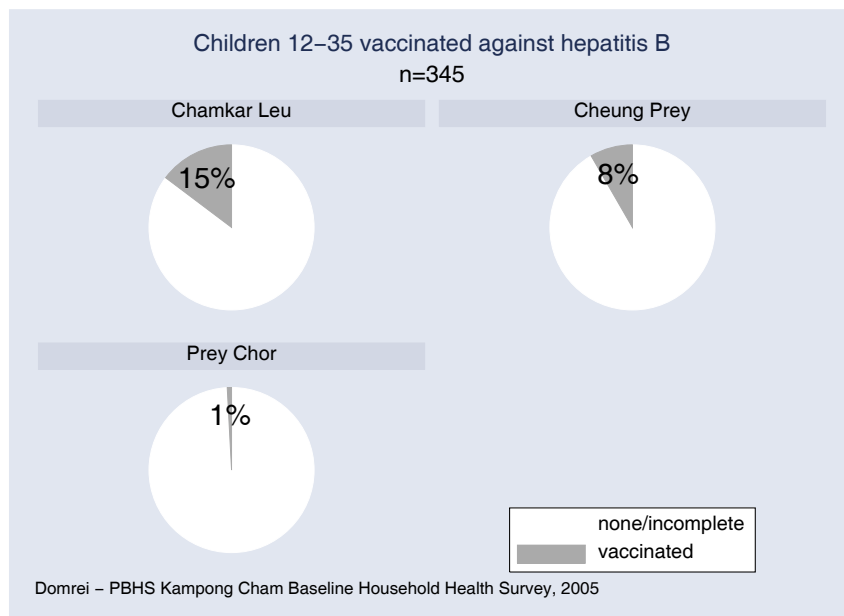 Children 12–35 vaccinated against hepatitis B
n=345
Chamkar Leu
15%
Cheung Prey
8%
Prey Chor
1%
none/incomplete
vaccinated
Domrei – PBHS Kampong Cham Baseline Household Health Survey, 2005